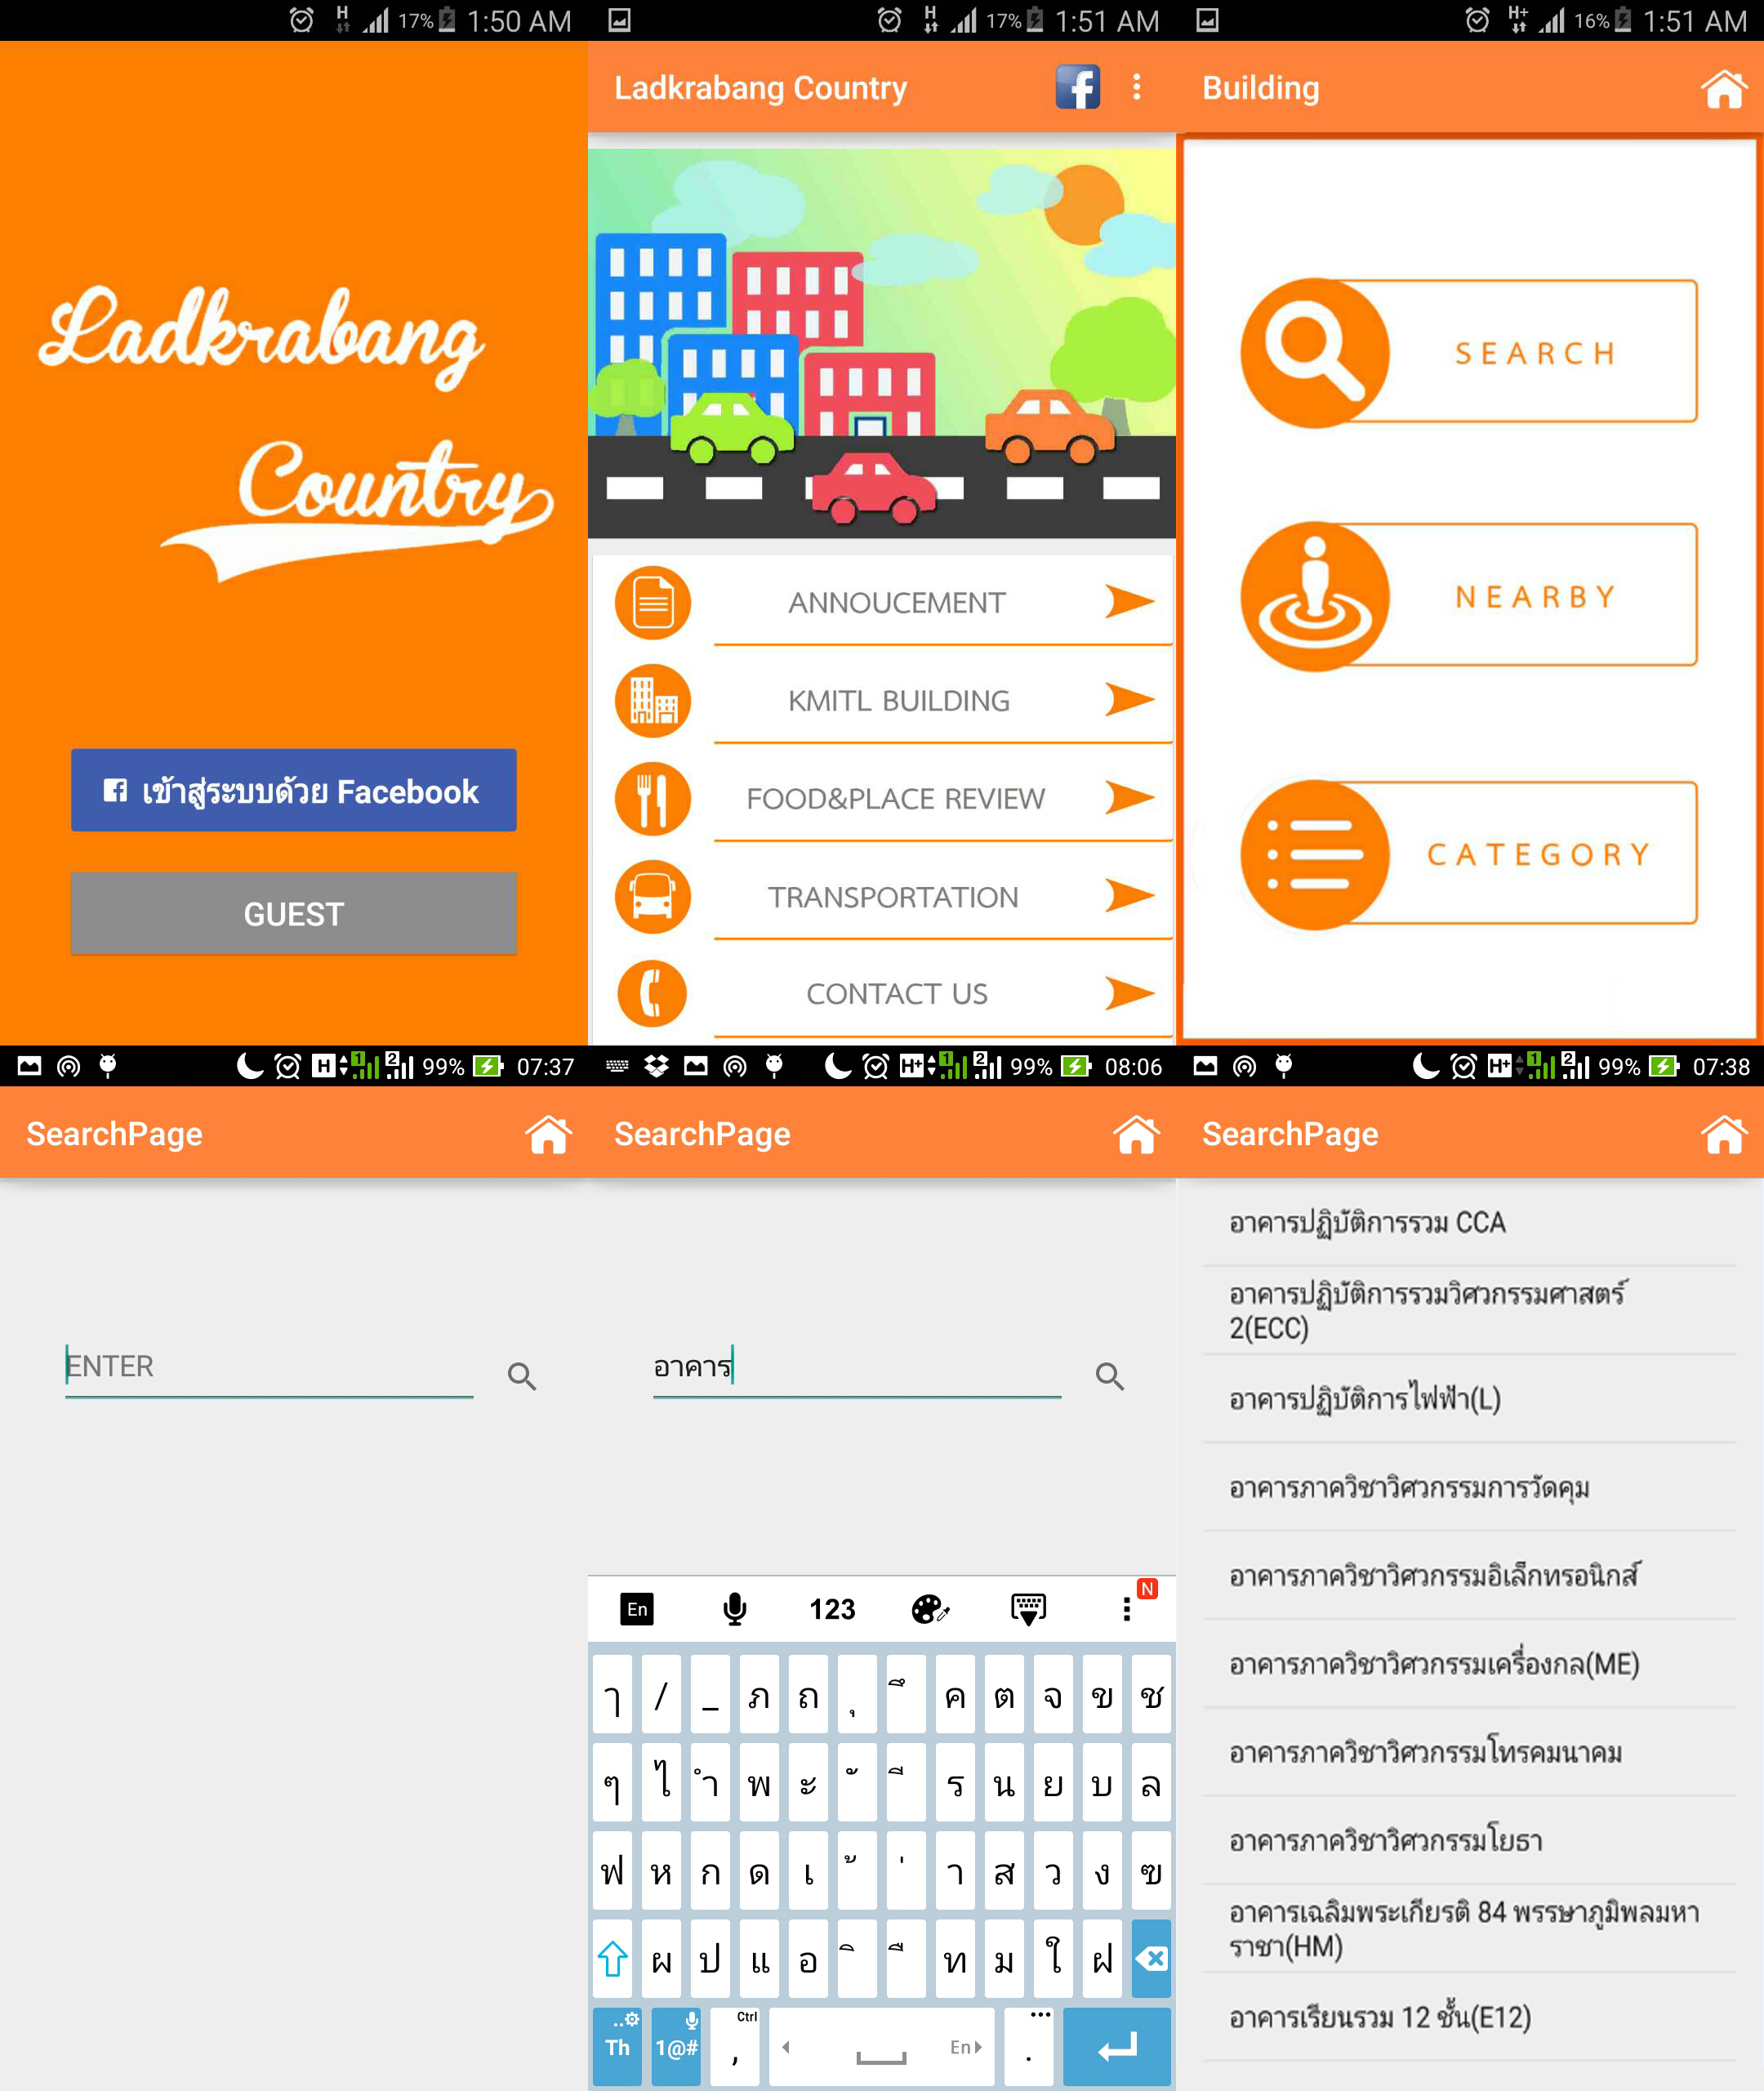 H 17% 1:50 AM
Ladkrabang
Country
เข้าสู่ระบบด้วย Facebook
GUEST
H 17% 1:51 AM
Ladkrabang Country
ANNOUCEMENT
KMITL BUILDING
FOOD&PLACE REVIEW
TRANSPORTATION
CONTACT US
H+ 16% 1:51 AM
Building
SEARCH
NEARBY
CATEGORY
H 1 2 99% 07:37
SearchPage
ENTER
H+ 1 2 99% 08:06
SearchPage
อาคาร
En 123 N
ๅ / _ ภ ถ ุ ึ ค ต จ ข ช
ๆ ไ ำ พ ะ ั ี ร น ย บ ล
ฟ ห ก ด เ ้ ่ า ส ว ง ฃ
ผ ป แ อ ิ ื ท ม ใ ฝ
Th 1@# Ctrl , En .
H+ 1 2 99% 07:38
SearchPage
อาคารปฏิบัติการรวม CCA
อาคารปฏิบัติการรวมวิศวกรรมศาสตร์
2(ECC)
อาคารปฏิบัติการไฟฟ้า(L)
อาคารภาควิชาวิศวกรรมการวัดคุม
อาคารภาควิชาวิศวกรรมอิเล็กทรอนิกส์
อาคารภาควิชาวิศวกรรมเครื่องกล(ME)
อาคารภาควิชาวิศวกรรมโทรคมนาคม
อาคารภาควิชาวิศวกรรมโยธา
อาคารเฉลิมพระเกียรติ 84 พรรษาภูมิพลมหา
ราชา(HM)
อาคารเรียนรวม 12 ชั้น(E12)